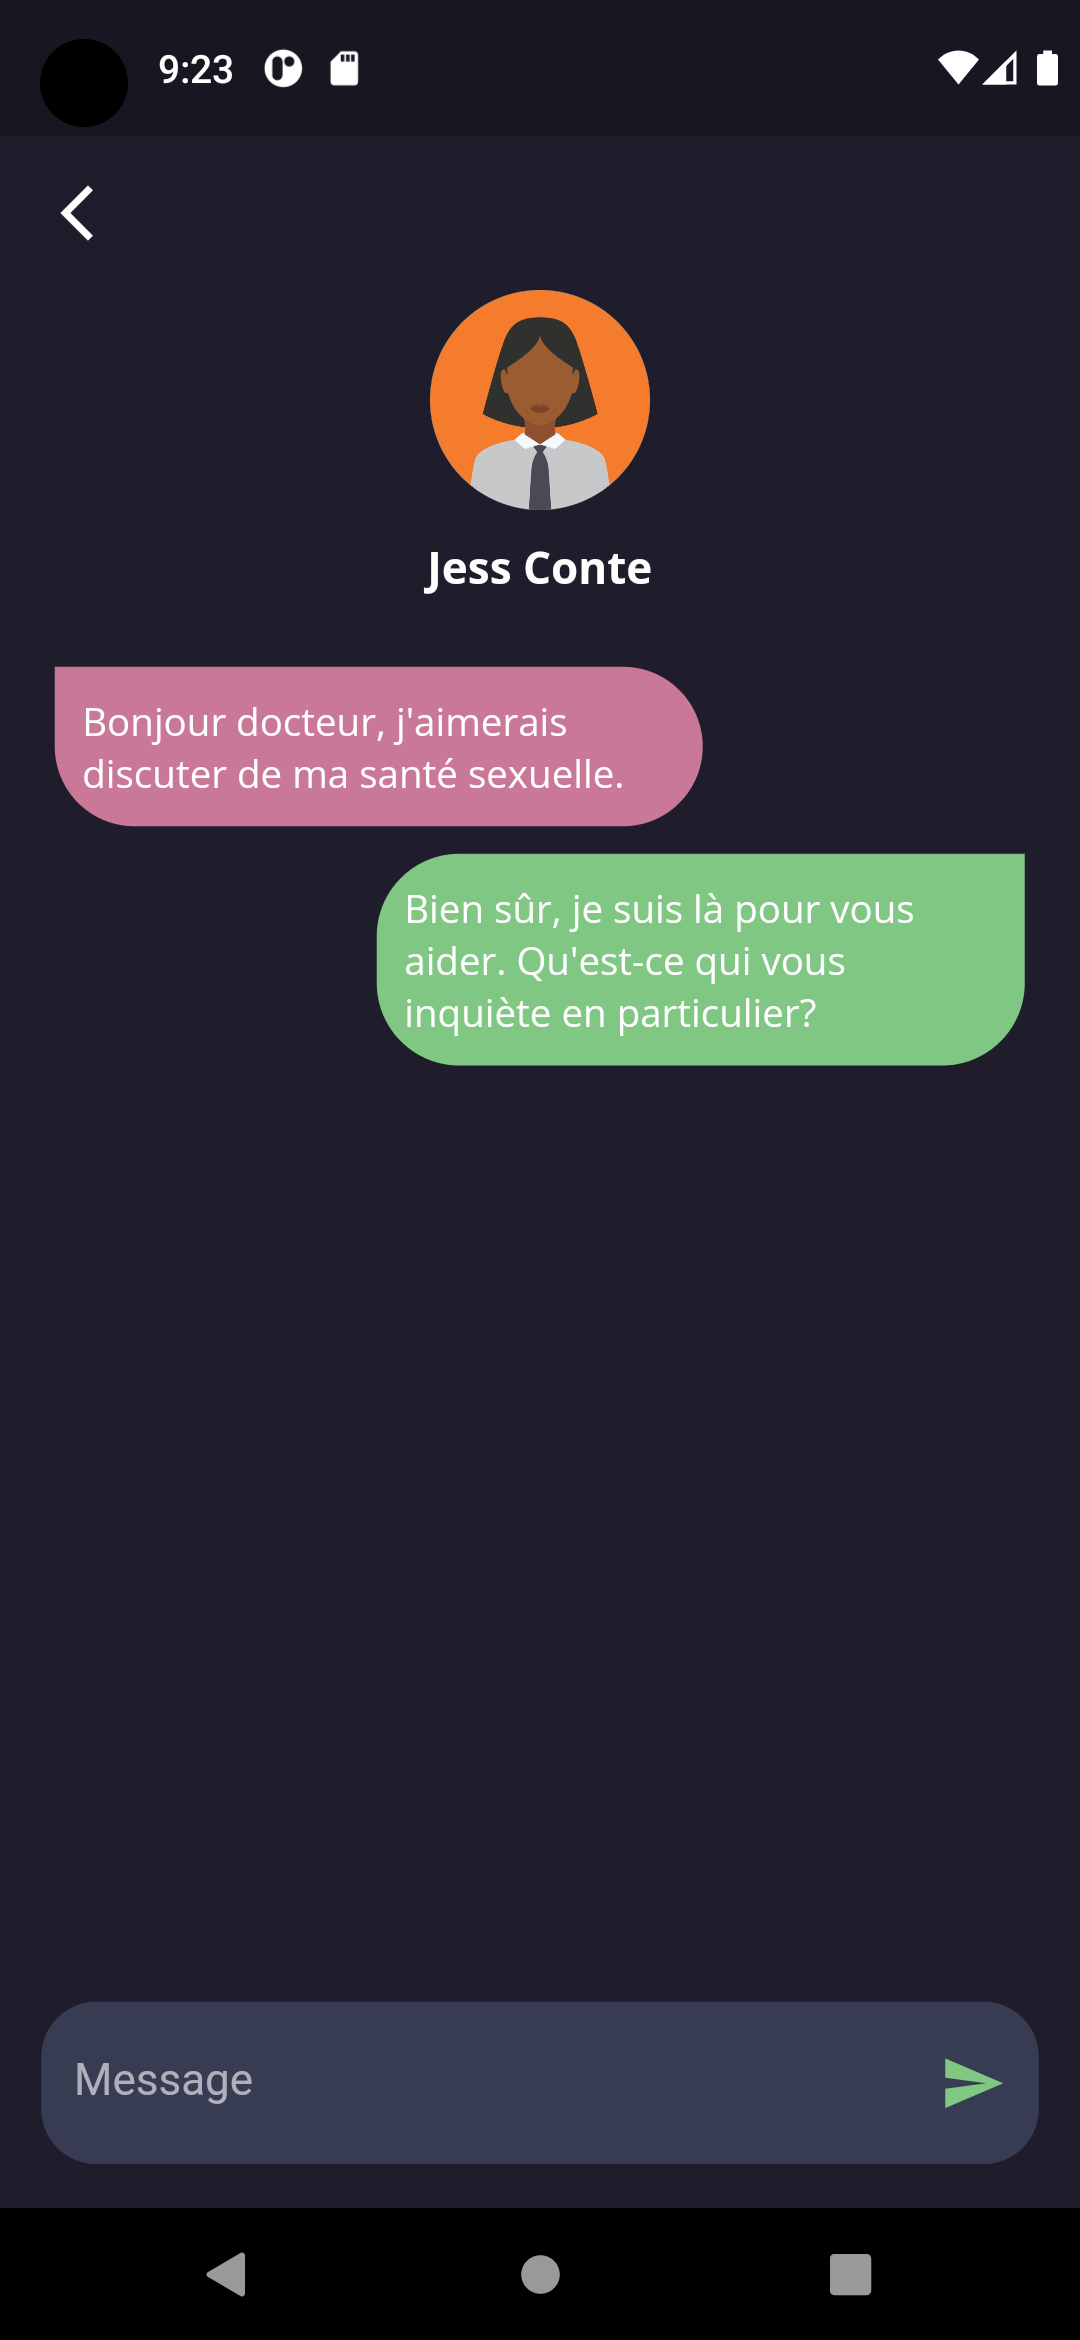 9:23
Jess Conte
Bonjour docteur, j'aimerais
discuter de ma santé sexuelle.
Bien sûr, je suis là pour vous
aider. Qu'est-ce qui vous
inquiète en particulier?
Message